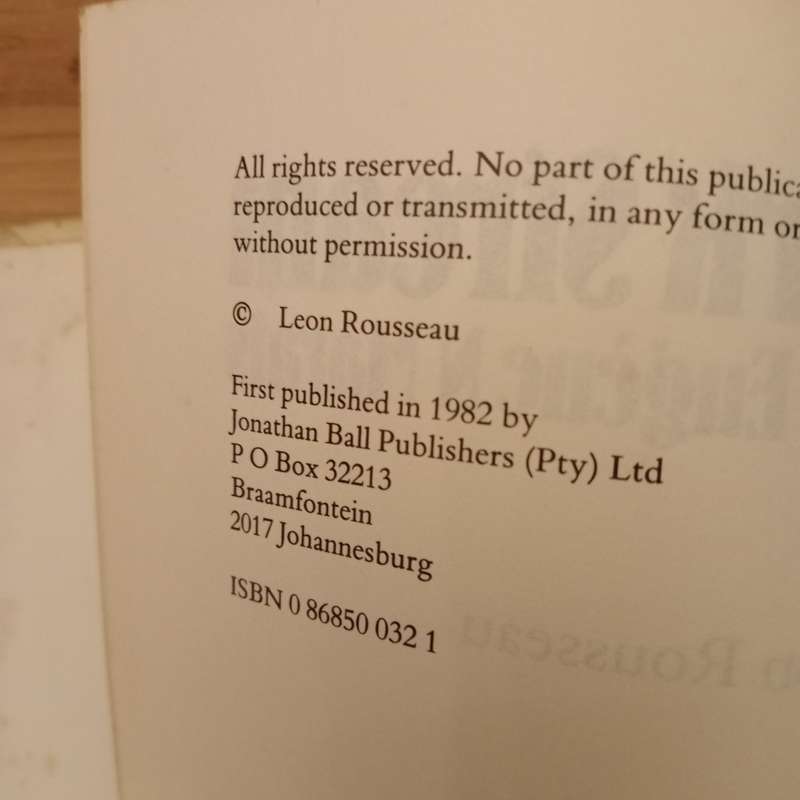 All rights reserved. No part of this
reproduced or transmitted, in any form or
without permission.
© Leon Rousseau
First published in 1982 by
Jonathan Ball Publishers (Pty) Ltd
P O Box 32213
Braamfontein
2017 Johannesburg
ISBN 0 86850 032 1